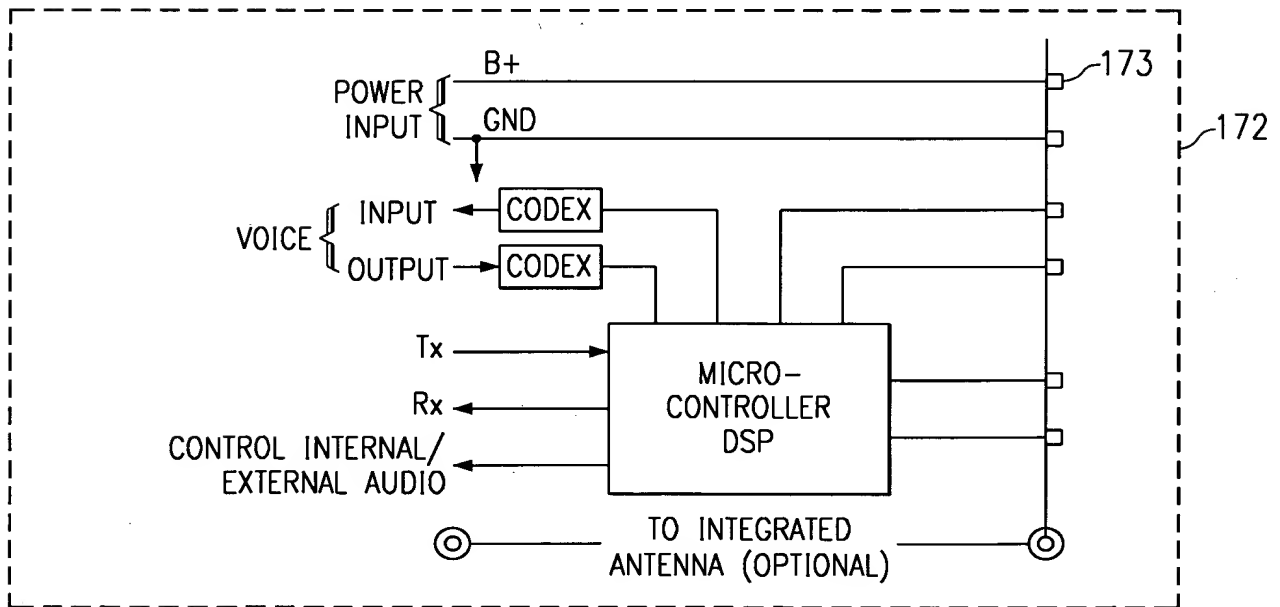 B+
173
POWER
INPUT
GND
172
INPUT
CODEX
VOICE
OUTPUT
CODEX
Tx
MICRO-
CONTROLLER
DSP
Rx
CONTROL INTERNAL/
EXTERNAL AUDIO
TO INTEGRATED
ANTENNA (OPTIONAL)